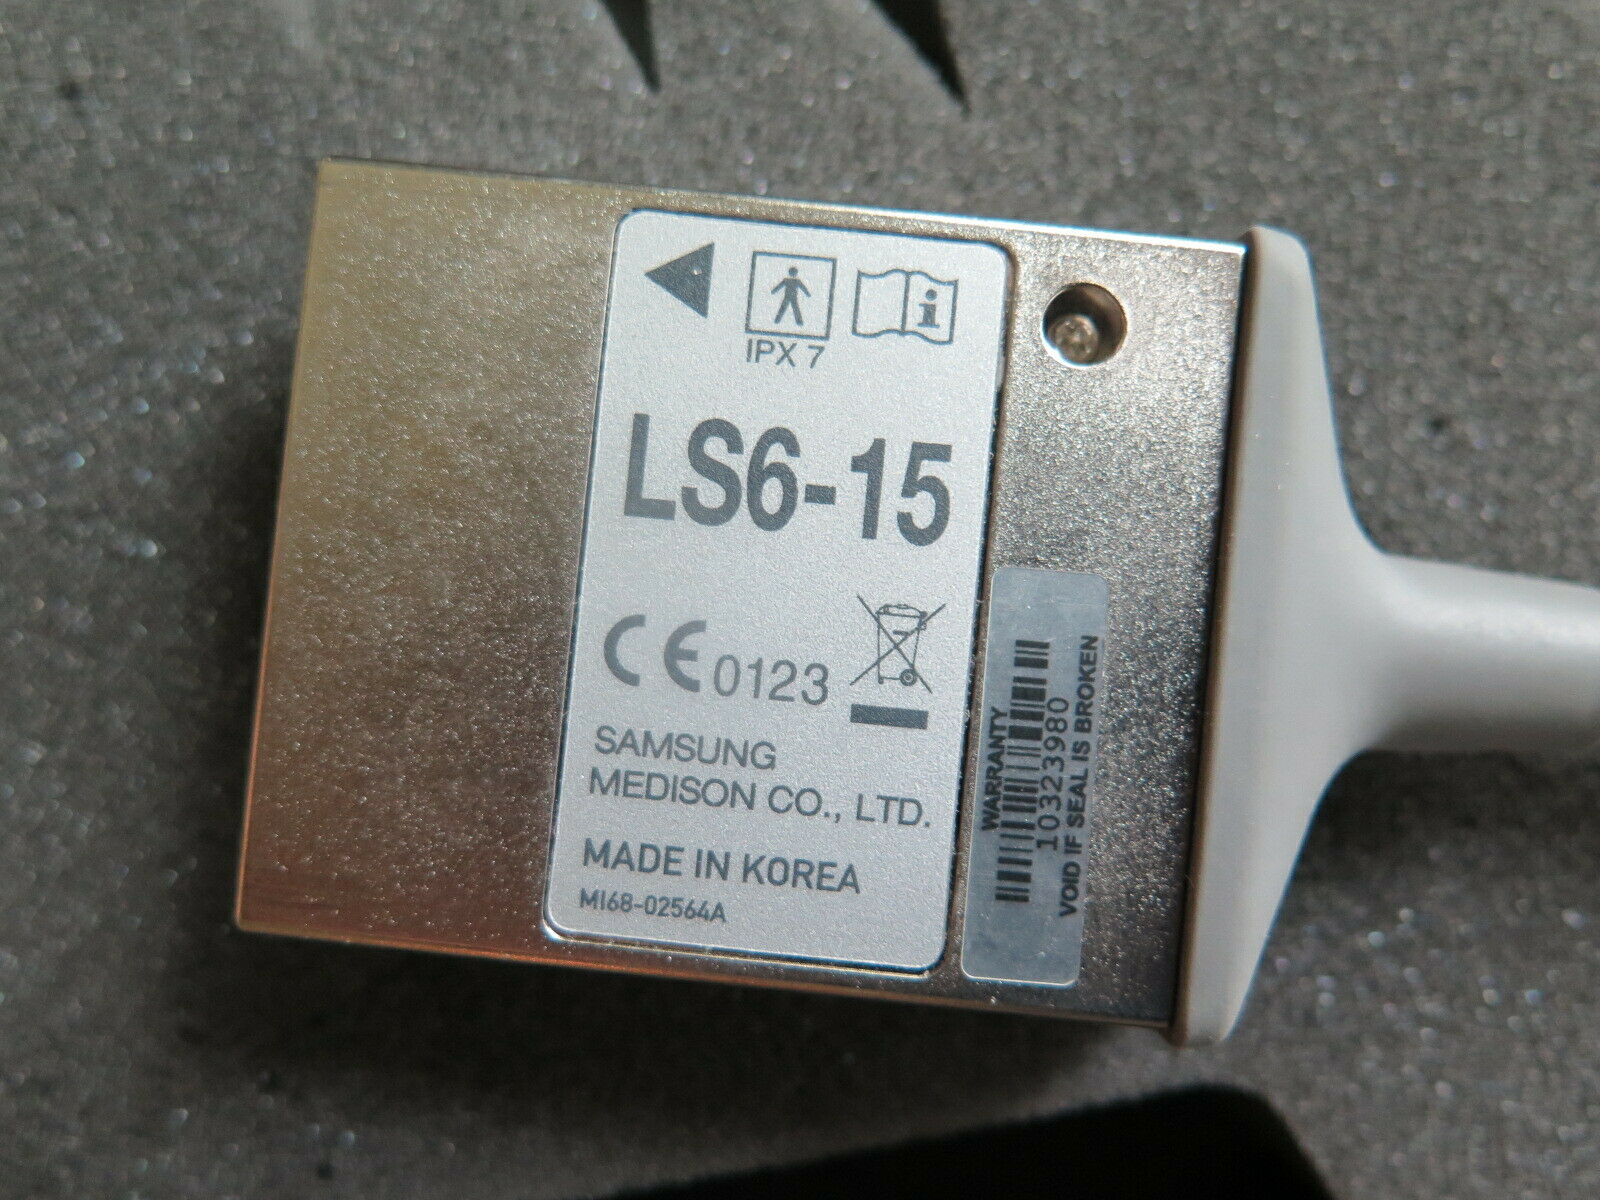 IPX 7
LS6-15
CE 0123
SAMSUNG
MEDISON CO., LTD.
MADE IN KOREA
MI68-02564A
WARRANTY
10323980
VOID IF SEAL IS BROKEN